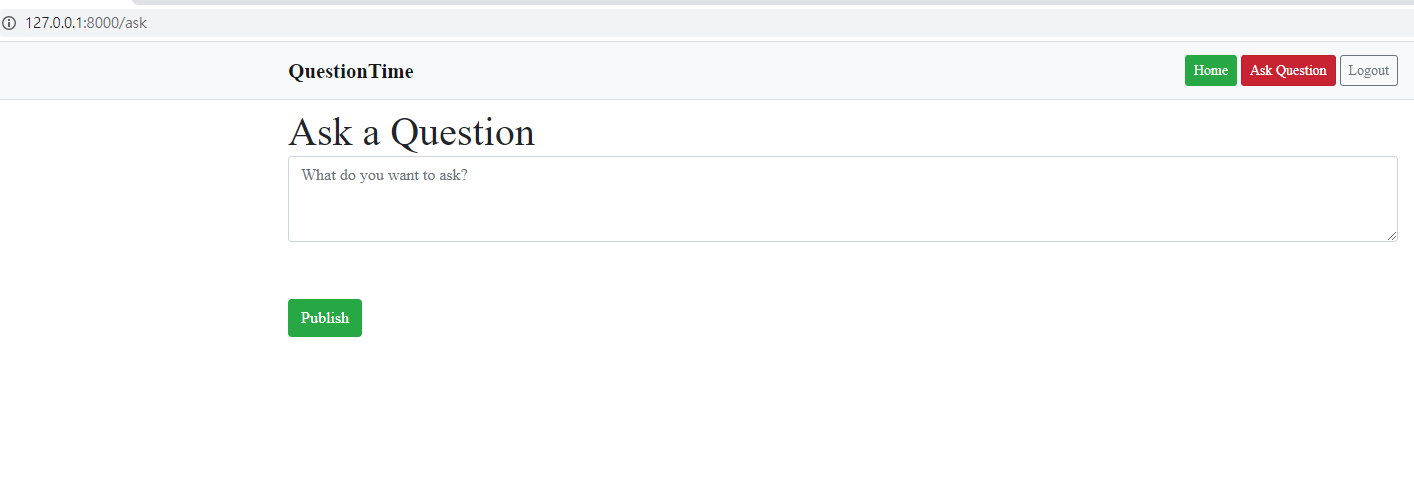 127.0.0.1:8000/ask
QuestionTime Home Ask Question Logout
Ask a Question
What do you want to ask?
Publish